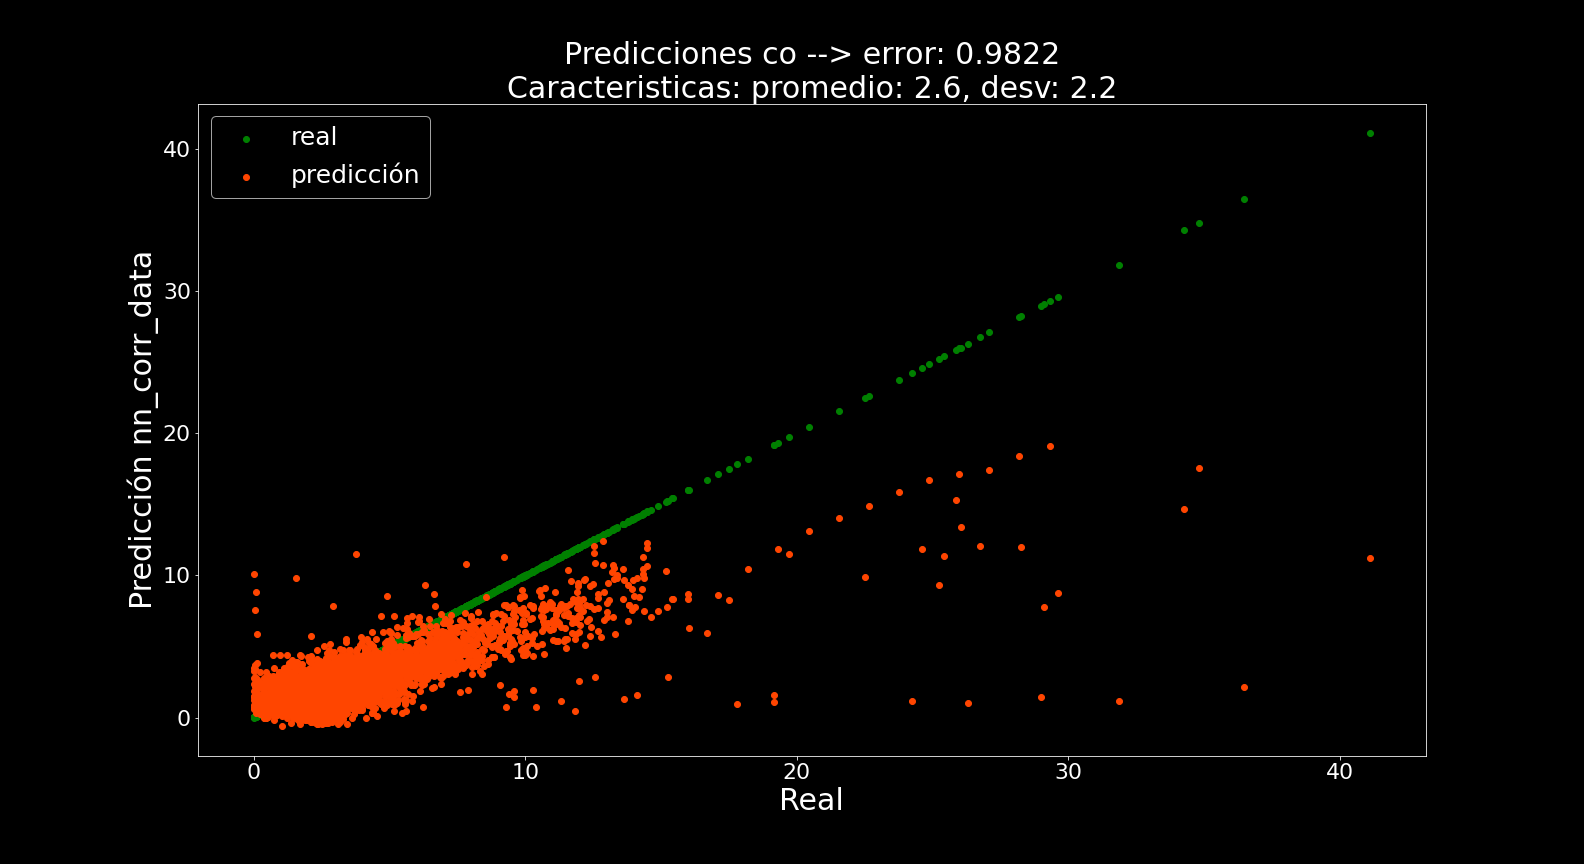 Predicciones co --> error: 0.9822
Caracteristicas: promedio: 2.6, desv: 2.2
real
predicción
40
30
20
10
0
Predicción nn_corr_data
0 10 20 30 40
Real